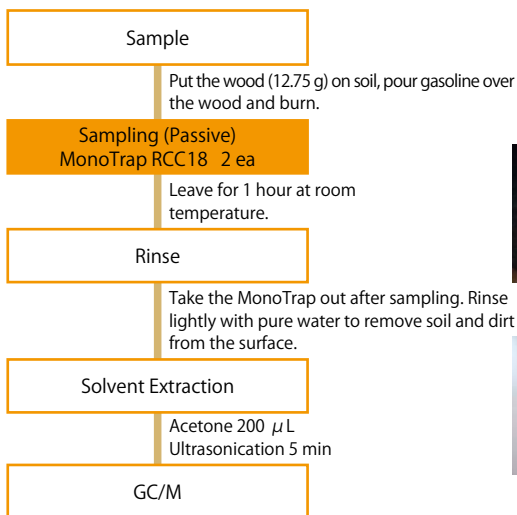 Sample
Put the wood (12.75 g) on soil, pour gasoline over
the wood and burn.
Sampling (Passive)
MonoTrap RCC18 2 ea
Leave for 1 hour at room
temperature.
Rinse
Take the MonoTrap out after sampling. Rinse
lightly with pure water to remove soil and dirt
from the surface.
Solvent Extraction
Acetone 200 μL
Ultrasonication 5 min
GC/M